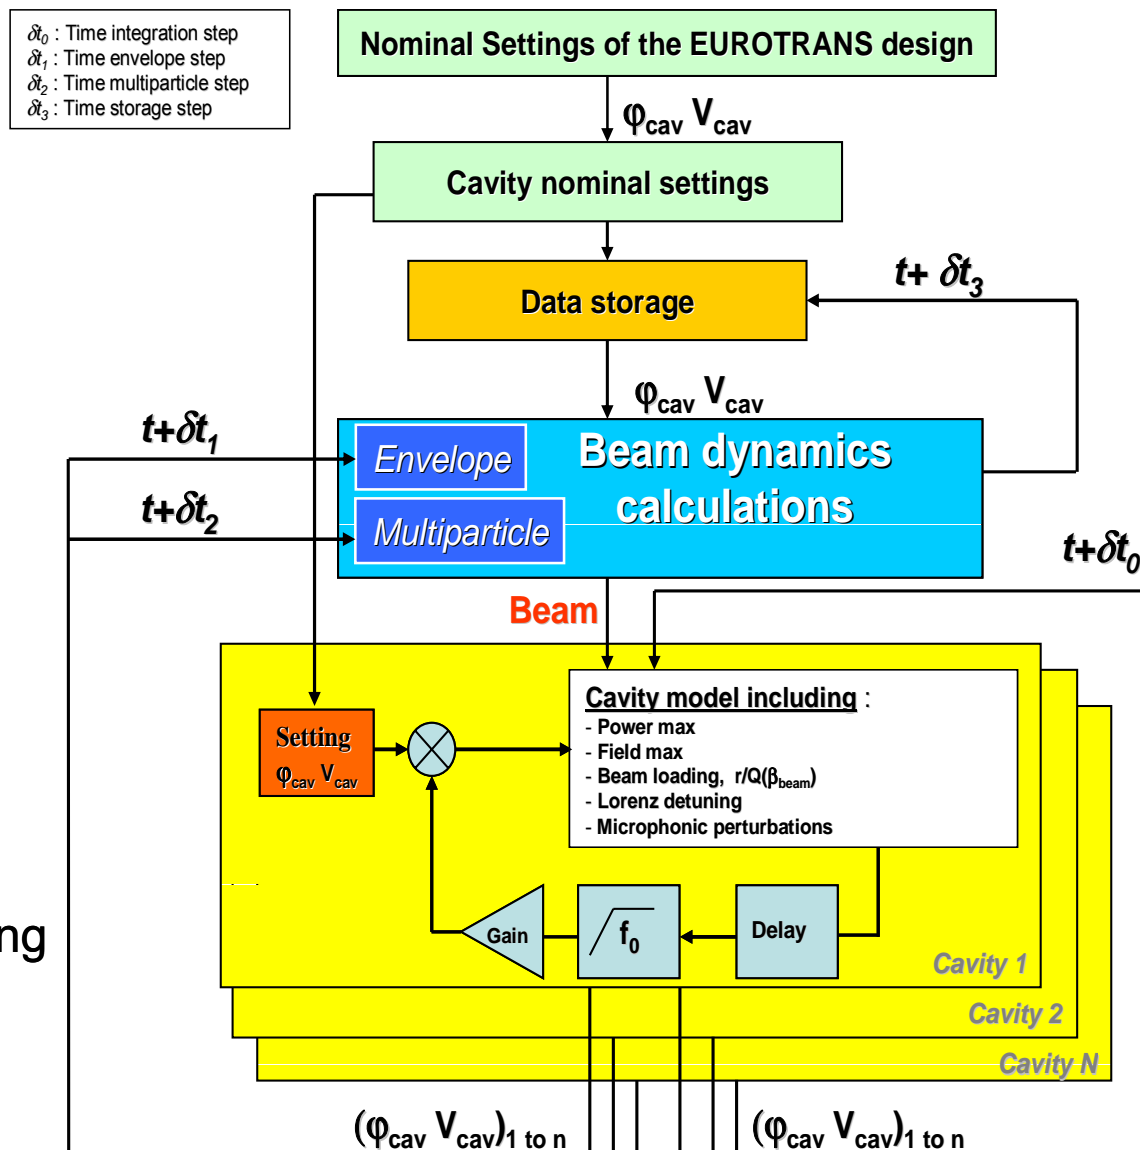 δt₀ : Time integration step
δt₁ : Time envelope step
δt₂ : Time multiparticle step
δt₃ : Time storage step
Nominal Settings of the EUROTRANS design
φcav Vcav
Cavity nominal settings
Data storage
t+ δt₃
φcav Vcav
t+δt₁
Envelope
Beam dynamics
calculations
t+δt₂
Multiparticle
t+δt₀
Beam
Cavity model including :
- Power max
- Field max
- Beam loading, r/Q(βbeam)
- Lorenz detuning
- Microphonic perturbations
Setting
φcav Vcav
Gain
f₀
Delay
ng
Cavity 1
Cavity 2
Cavity N
(φcav Vcav)1 to n
(φcav Vcav)1 to n